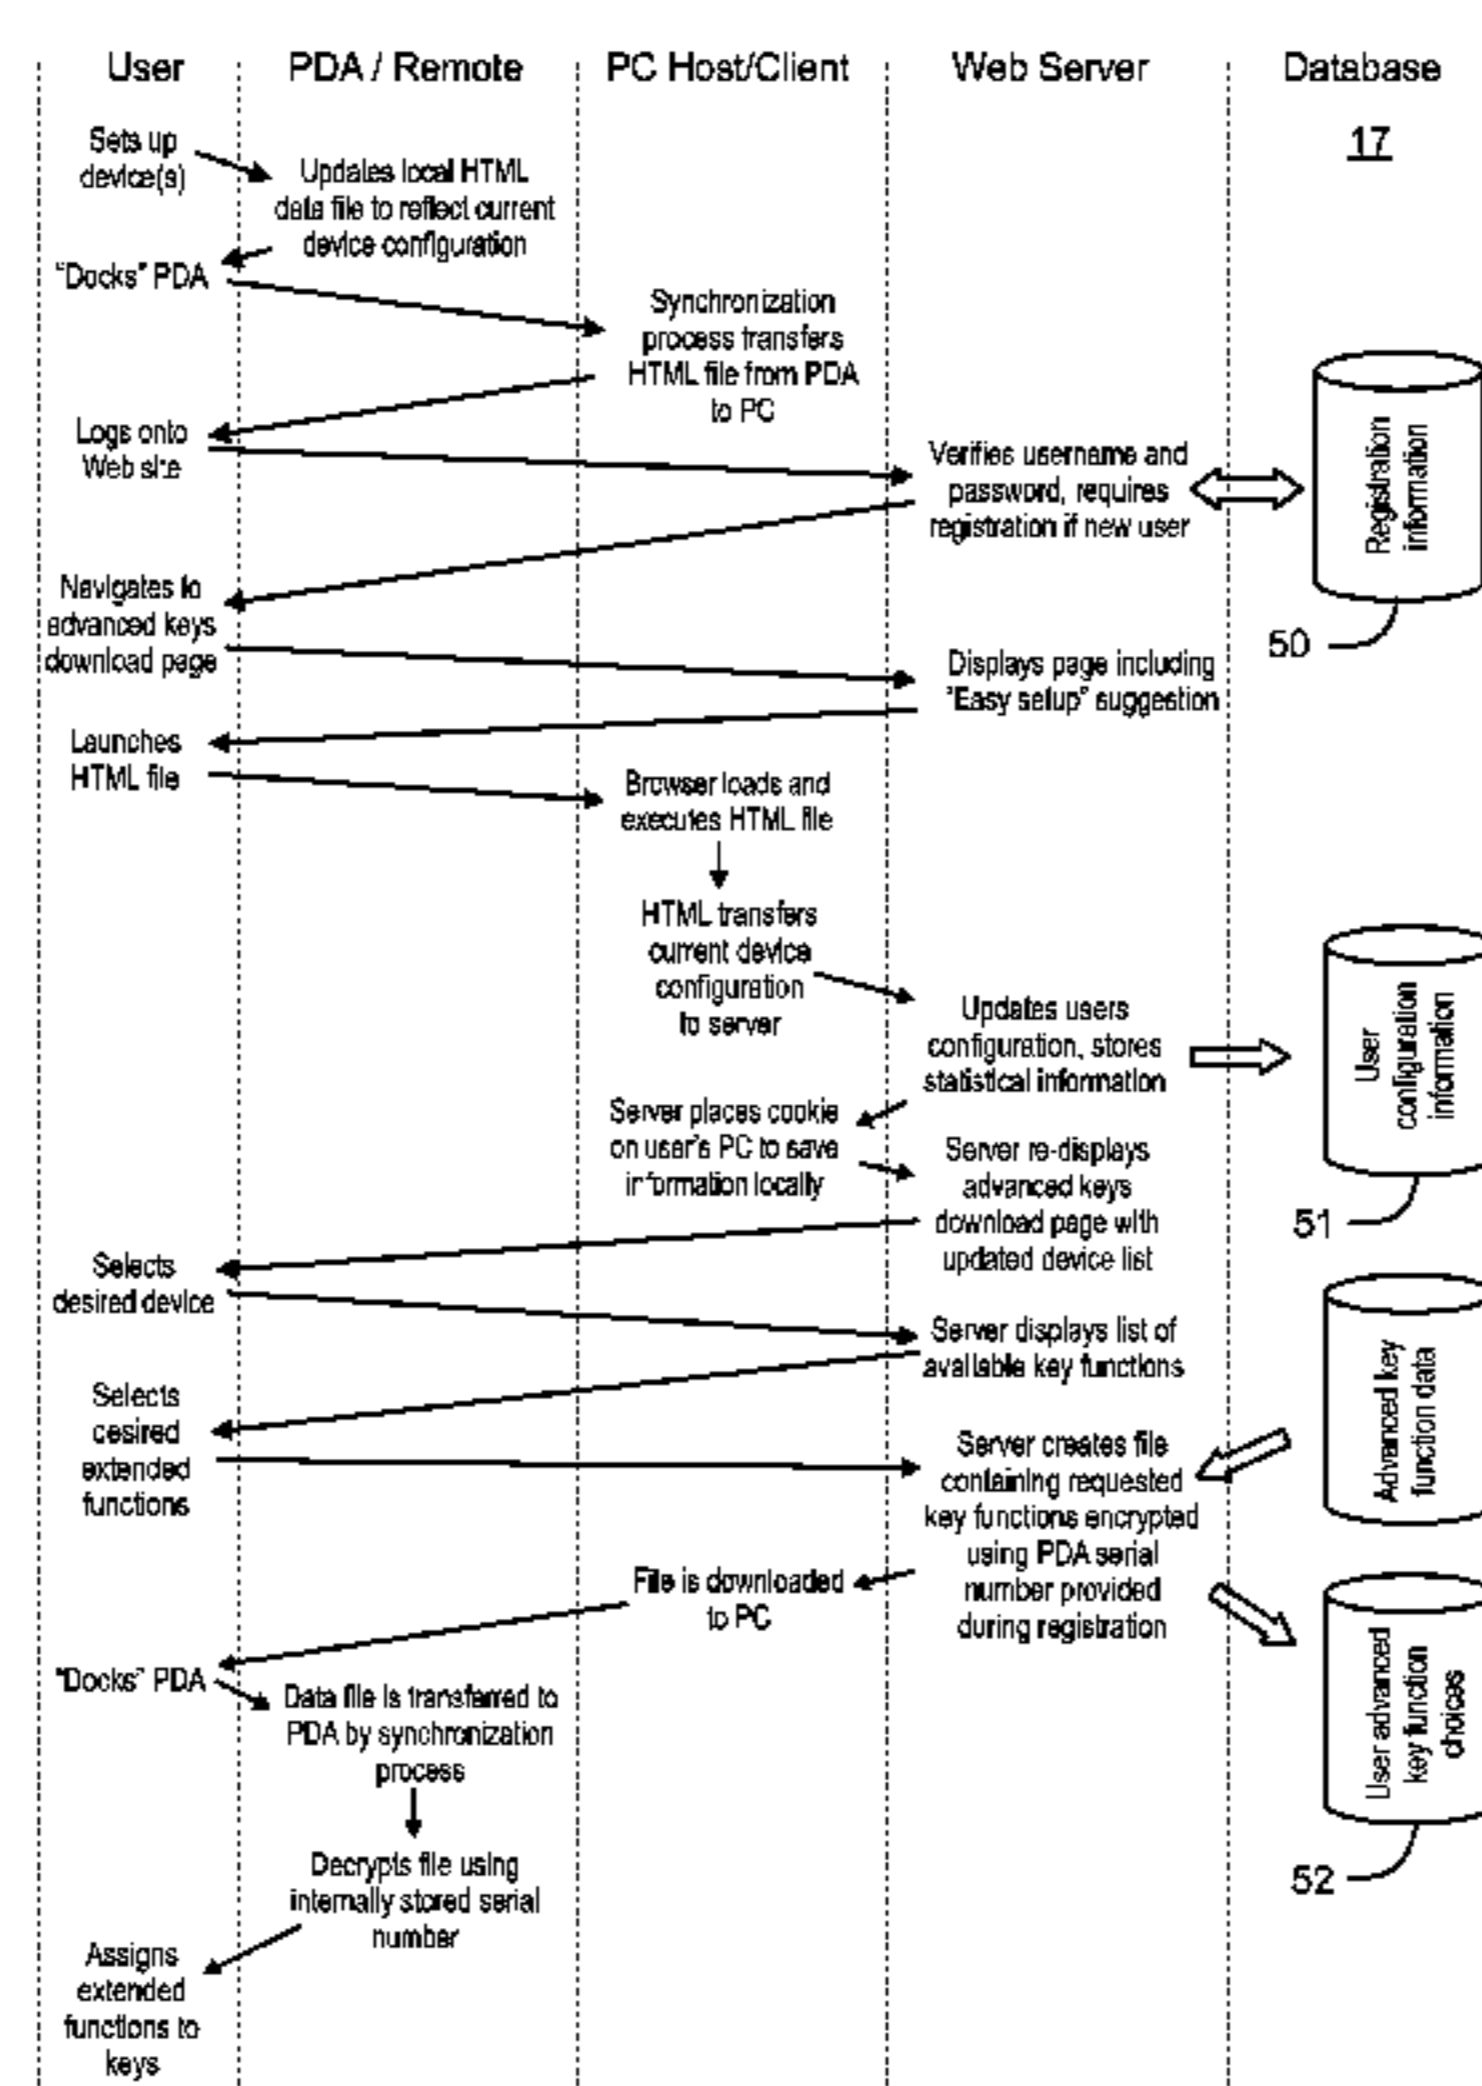 User
PDA / Remote
PC Host/Client
Web Server
Database
17
Sets up
device(s)
Updates local HTML
data file to reflect current
device configuration
"Docks" PDA
Synchronization
process transfers
HTML file from PDA
to PC
Logs onto
Web site
Verifies username and
password, requires
registration if new user
Registration
information
50
Navigates to
advanced keys
download page
Displays page including
"Easy setup" suggestion
Launches
HTML file
Browser loads and
executes HTML file
HTML transfers
current device
configuration
to server
Updates users
configuration, stores
statistical information
User
configuration
information
51
Server places cookie
on user's PC to save
information locally
Server re-displays
advanced keys
download page with
updated device list
Selects
desired device
Server displays list of
available key functions
Advanced key
function data
Selects
desired
extended
functions
Server creates file
containing requested
key functions encrypted
using PDA serial
number provided
during registration
File is downloaded
to PC
User advanced
key function
choices
52
"Docks" PDA
Data file is transferred to
PDA by synchronization
process
Decrypts file using
internally stored serial
number
Assigns
extended
functions to
keys